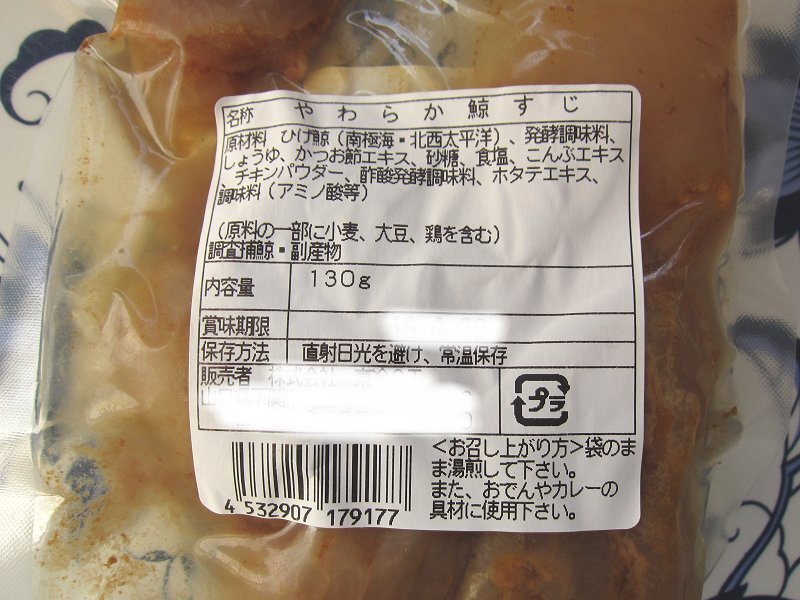 名称 やわらか鯨すじ
原材料 ひげ鯨（南極海・北西太平洋）、発酵調味料、
しょうゆ、かつお節エキス、砂糖、食塩、こんぶエキス
チキンパウダー、酢酸発酵調味料、ホタテエキス、
調味料（アミノ酸等）
（原料の一部に小麦、大豆、鶏を含む）
調査捕鯨・副産物
内容量 130g
賞味期限
保存方法 直射日光を避け、常温保存
販売者 株式会社
プラ
4 532907 179177
＜お召し上がり方＞袋のま
ま湯煎して下さい。
また、おでんやカレーの
具材に使用下さい。